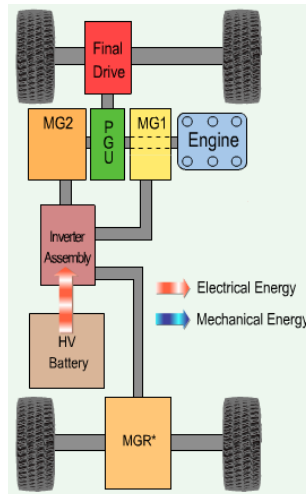 Final
Drive
MG2
P
G
U
MG1
Engine
Inverter
Assembly
Electrical Energy
Mechanical Energy
HV
Battery
MGR*